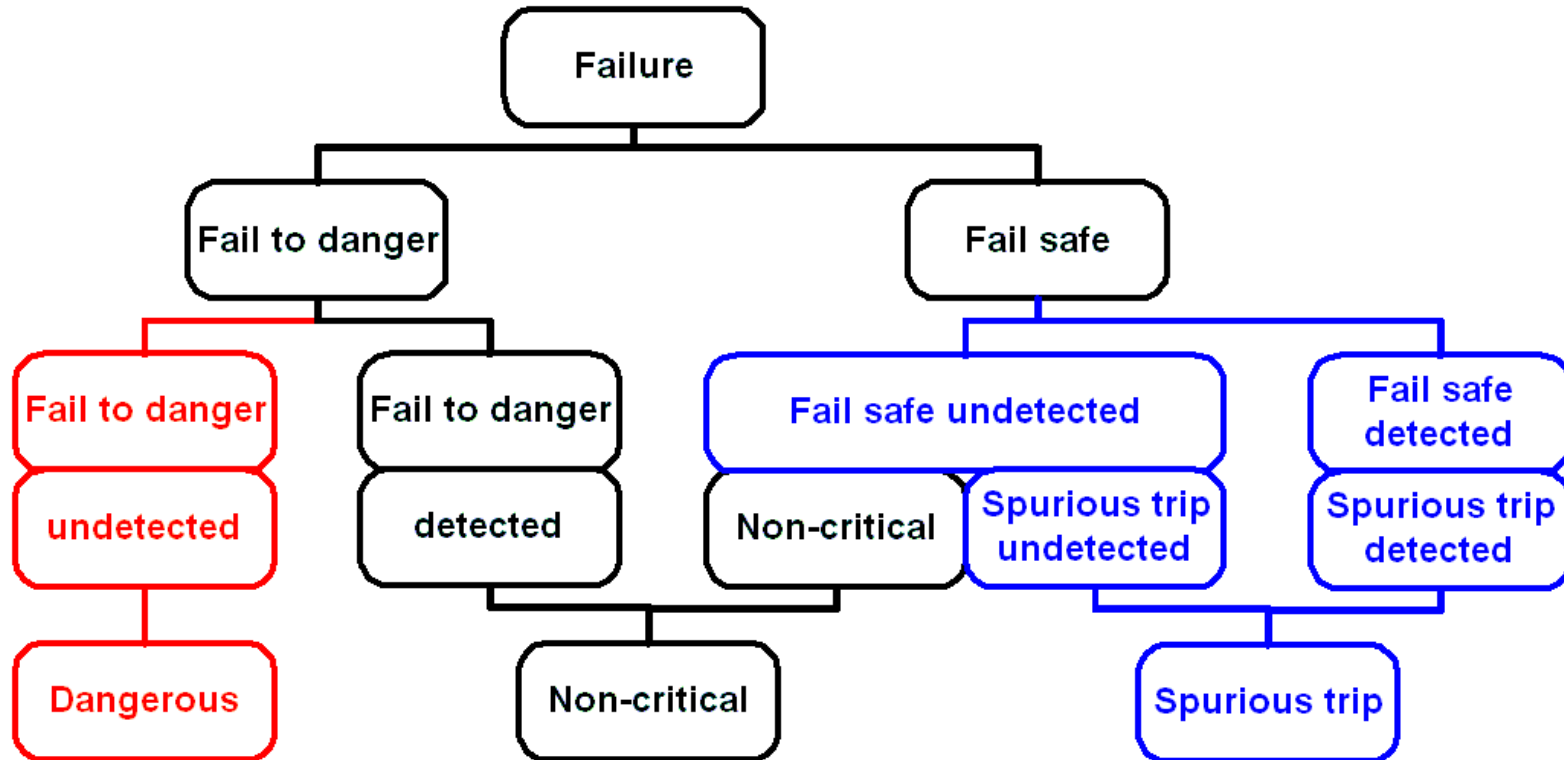 Failure
Fail to danger
Fail safe
Fail to danger
undetected
Fail to danger
detected
Fail safe undetected
Fail safe
detected
Non-critical
Spurious trip
undetected
Spurious trip
detected
Dangerous
Non-critical
Spurious trip